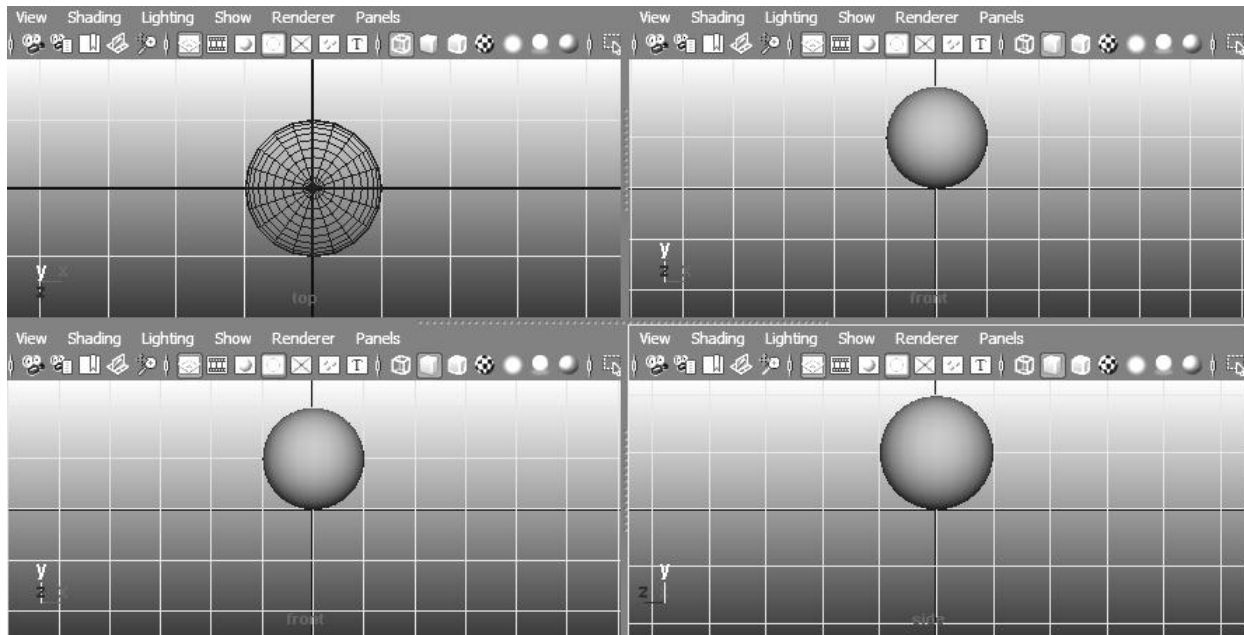 View Shading Lighting Show Renderer Panels
T
y x
z
top
View Shading Lighting Show Renderer Panels
T
y
z x
front
View Shading Lighting Show Renderer Panels
T
y
z x
front
View Shading Lighting Show Renderer Panels
T
y
z x
side